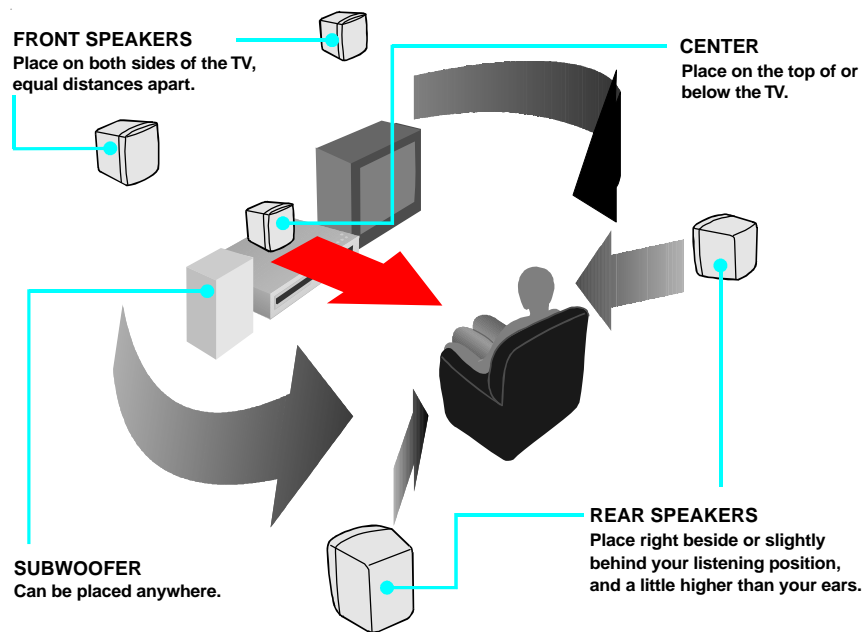 FRONT SPEAKERS
Place on both sides of the TV,
equal distances apart.
CENTER
Place on the top of or
below the TV.
SUBWOOFER
Can be placed anywhere.
REAR SPEAKERS
Place right beside or slightly
behind your listening position,
and a little higher than your ears.